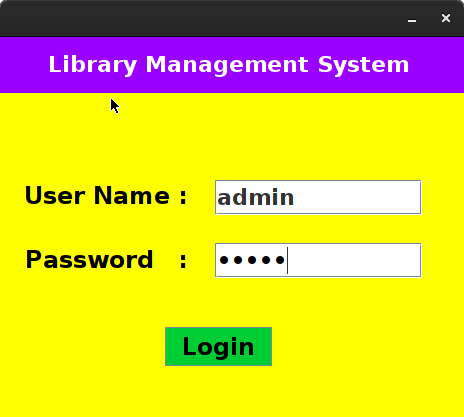 Library Management System
User Name : admin
Password : •••••
Login